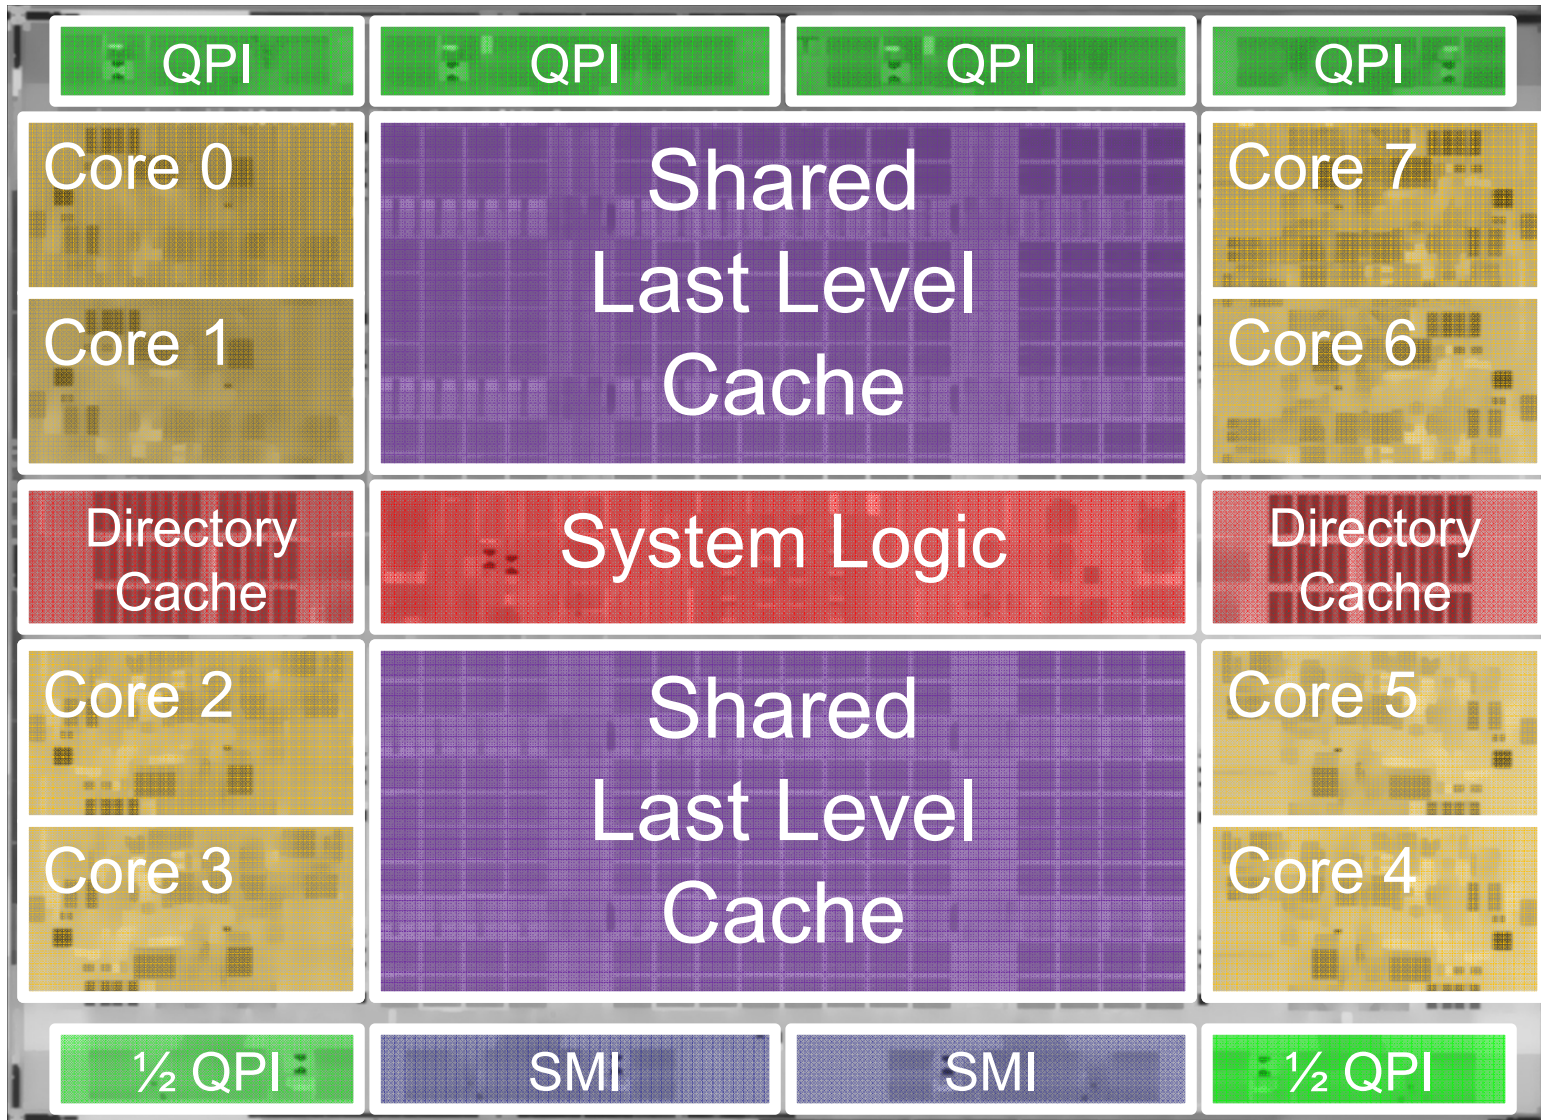 QPI
QPI
QPI
QPI
Core 0
Shared
Last Level
Cache
Core 7
Core 1
Core 6
Directory
Cache
System Logic
Directory
Cache
Core 2
Shared
Last Level
Cache
Core 5
Core 3
Core 4
½ QPI
SMI
SMI
½ QPI